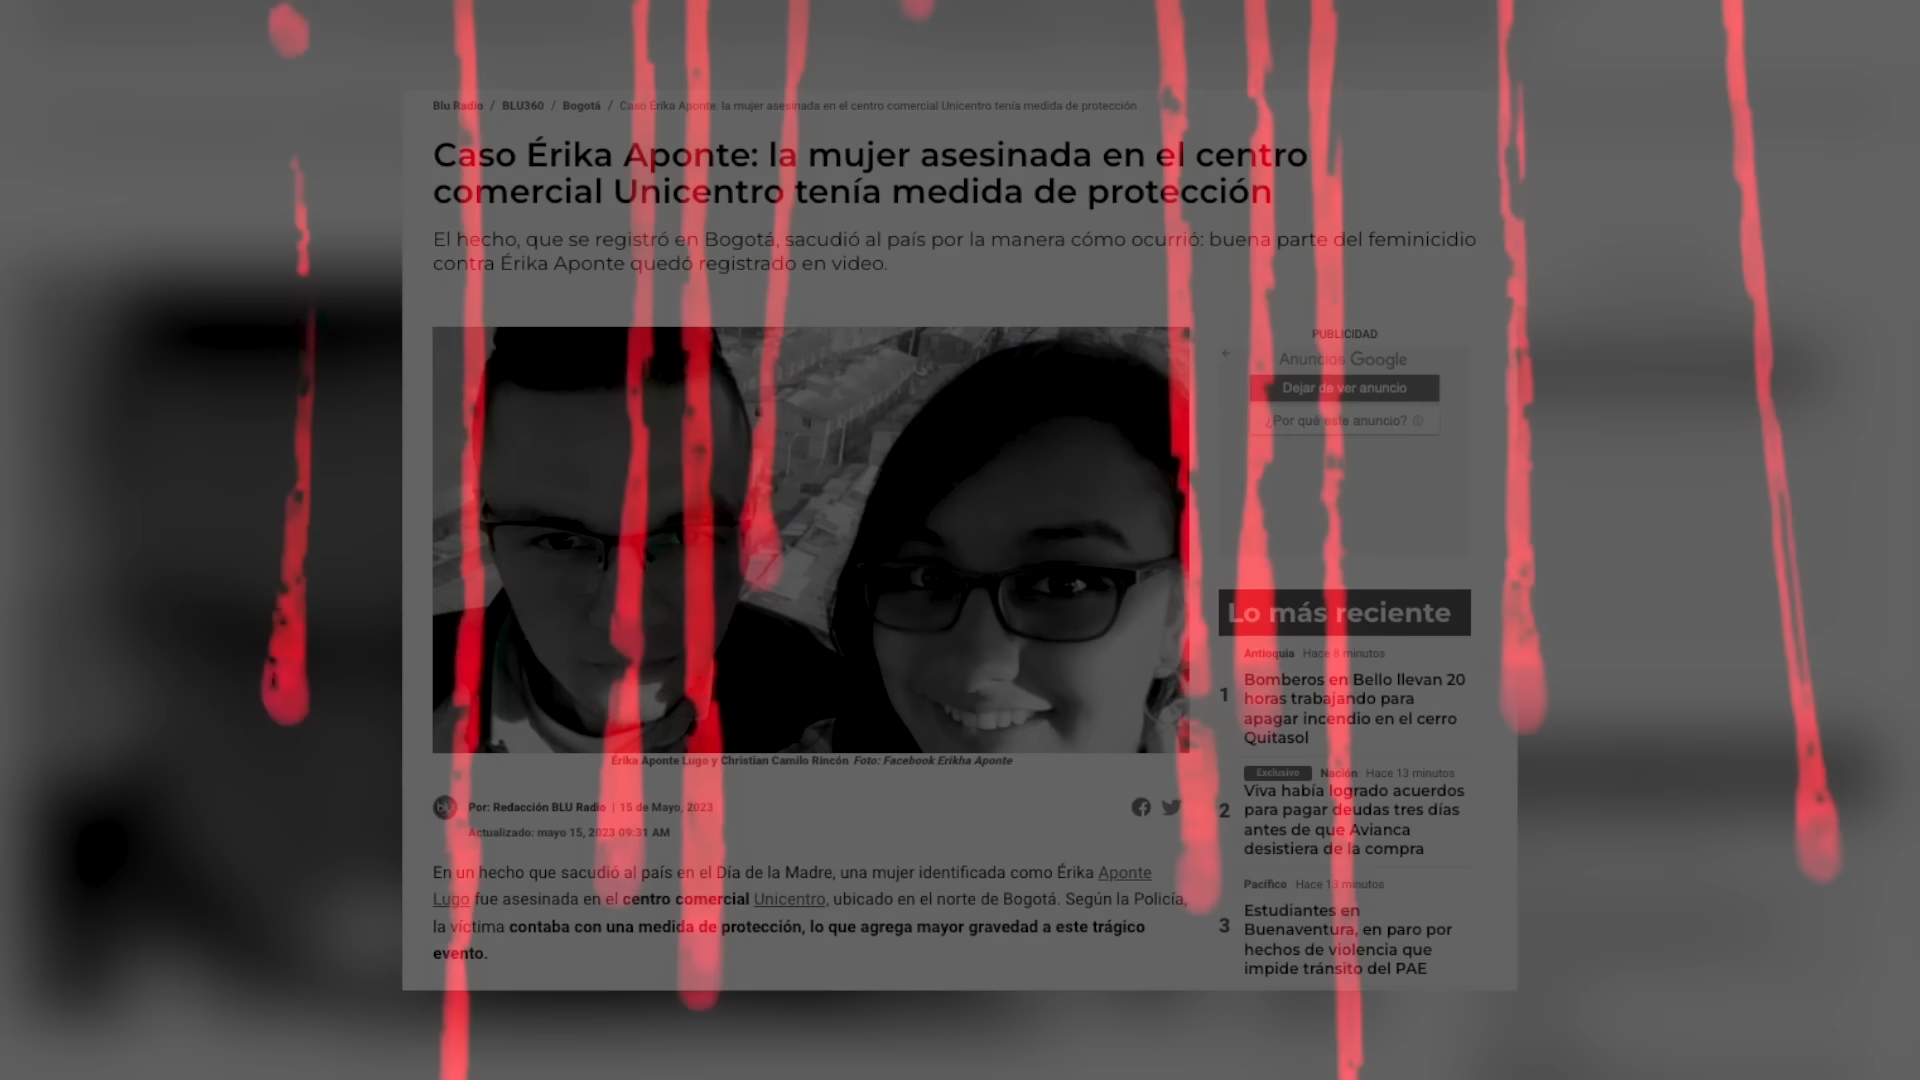 Blu Radio / BLU360 / Bogotá / Caso Érika Aponte: la mujer asesinada en el centro comercial Unicentro tenía medida de protección
Caso Érika Aponte: la mujer asesinada en el centro
comercial Unicentro tenía medida de protección
El hecho, que se registró en Bogotá, sacudió al país por la manera cómo ocurrió: buena parte del feminicidio
contra Érika Aponte quedó registrado en video.
Érika Aponte Lugo y Christian Camilo Rincón Foto: Facebook Erikha Aponte
blu
Por: Redacción BLU Radio | 15 de Mayo, 2023
Actualizado: mayo 15, 2023 09:31 AM
En un hecho que sacudió al país en el Día de la Madre, una mujer identificada como Érika Aponte
Lugo fue asesinada en el centro comercial Unicentro, ubicado en el norte de Bogotá. Según la Policía,
la víctima contaba con una medida de protección, lo que agrega mayor gravedad a este trágico
evento.
PUBLICIDAD
Anuncios Google
Dejar de ver anuncio
¿Por qué este anuncio?
Lo más reciente
Antioquia Hace 8 minutos
1
Bomberos en Bello llevan 20
horas trabajando para
apagar incendio en el cerro
Quitasol
Exclusivo Nación Hace 13 minutos
2
Viva había logrado acuerdos
para pagar deudas tres días
antes de que Avianca
desistiera de la compra
Pacífico Hace 13 minutos
3
Estudiantes en
Buenaventura, en paro por
hechos de violencia que
impide tránsito del PAE